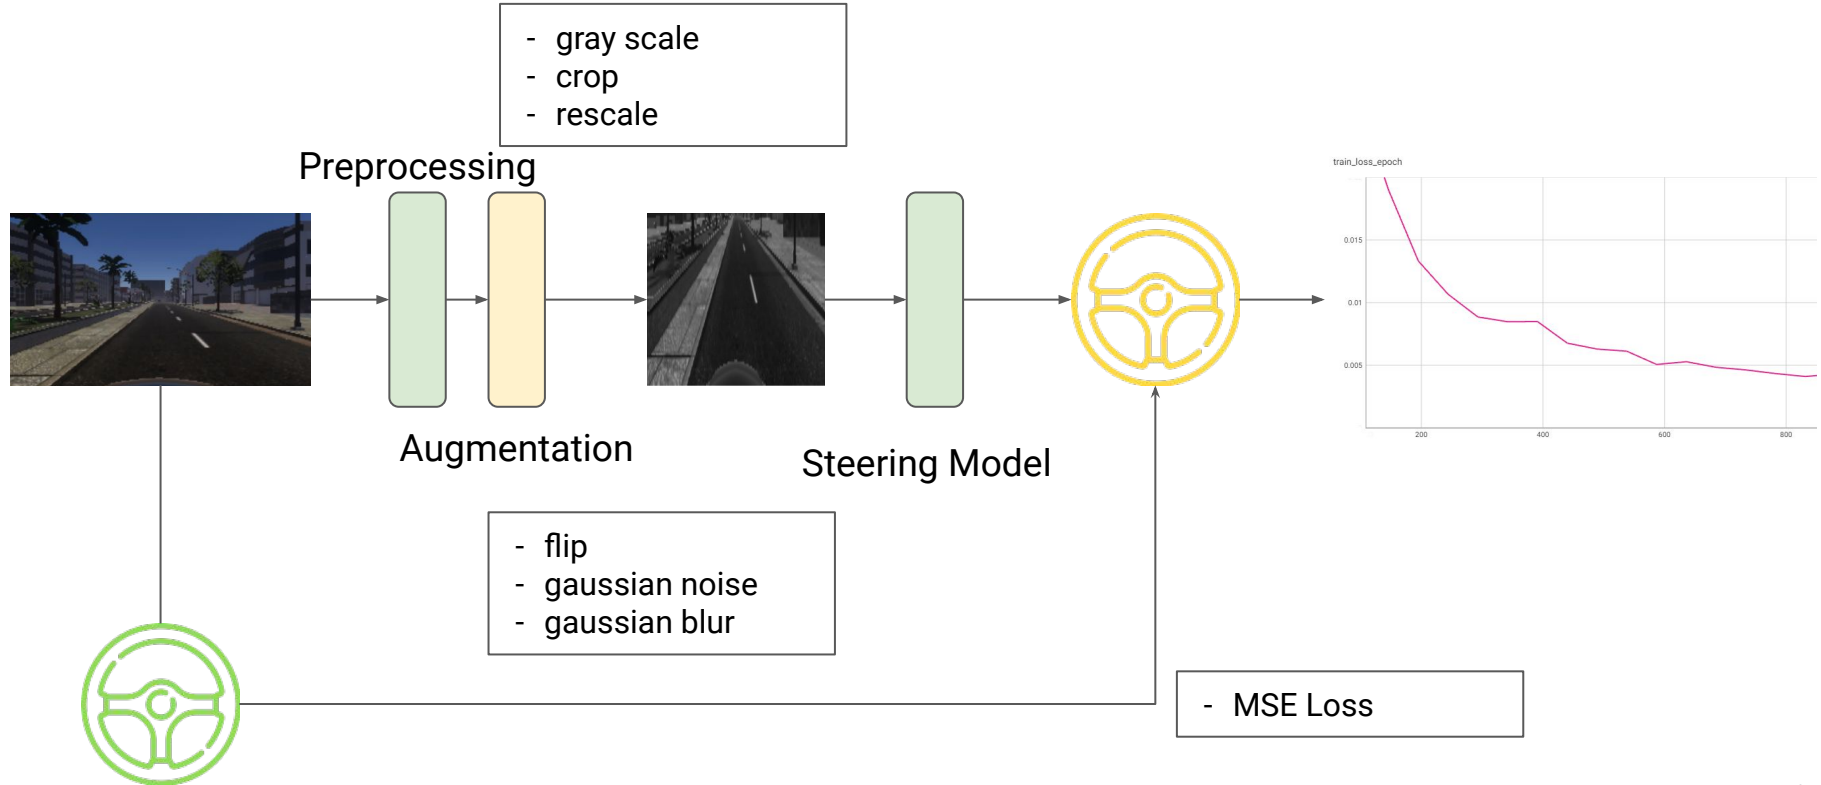 - gray scale
- crop
- rescale
Preprocessing
Augmentation
Steering Model
- flip
- gaussian noise
- gaussian blur
- MSE Loss
train_loss_epoch
0.015
0.01
0.005
200
400
600
800